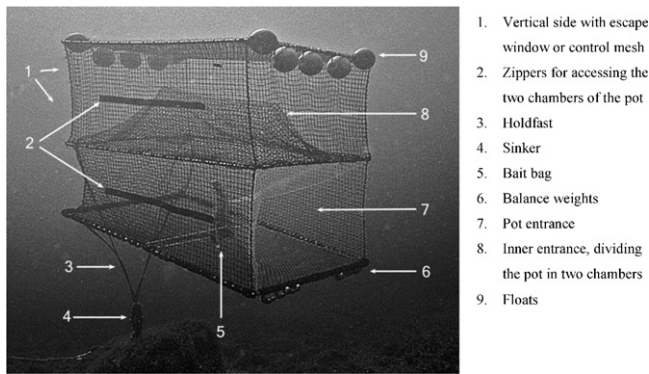 1
2
3
4
5
6
7
8
9
1. Vertical side with escape
window or control mesh
2. Zippers for accessing the
two chambers of the pot
3. Holdfast
4. Sinker
5. Bait bag
6. Balance weights
7. Pot entrance
8. Inner entrance, dividing
the pot in two chambers
9. Floats